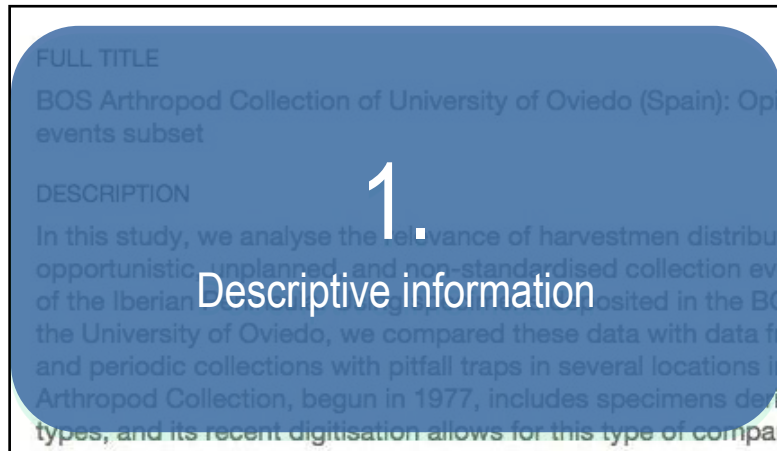 FULL TITLE
BOS Arthropod Collection of University of Oviedo (Spain): Opi
events subset
DESCRIPTION
1.
In this study, we analyse the relevance of harvestmen distribu
opportunistic, unplanned, and non-standardised collection ev
of the Iberian
Descriptive information
deposited in the BO
the University of Oviedo, we compared these data with data f
and periodic collections with pitfall traps in several locations i
Arthropod Collection, begun in 1977, includes specimens deri
types, and its recent digitisation allows for this type of compa